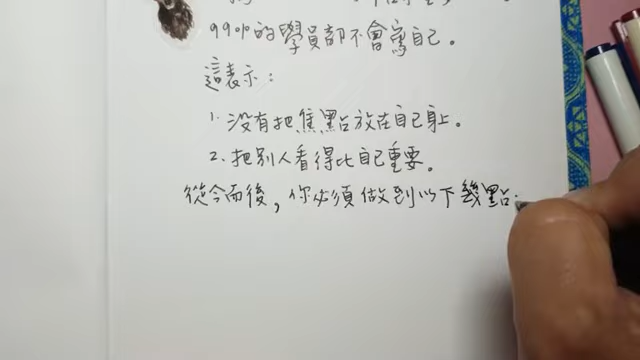 99%的學員都不會寫自己。
這表示：
1. 沒有把焦點放在自己身上。
2. 把別人看得比自己重要。
從今而後，你必須做到以下幾點：